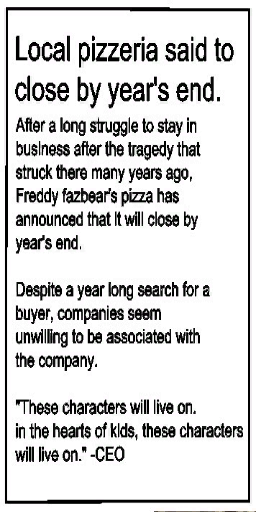 Local pizzeria said to
close by year's end.
After a long struggle to stay in
business after the tragedy that
struck there many years ago,
Freddy fazbear's pizza has
announced that it will close by
year's end.
Despite a year long search for a
buyer, companies seem
unwilling to be associated with
the company.
"These characters will live on.
in the hearts of kids, these characters
will live on." -CEO